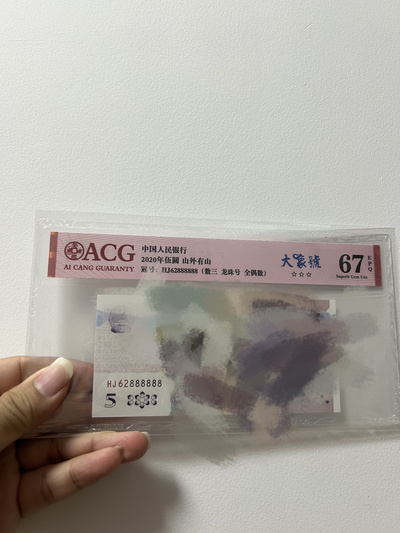 ACG
AI CANG GUARANTY
中国人民银行
2020年伍圆 山外有山
冠号: HJ62888888 (数三 龙珠号 全偶数)
大象號
☆☆☆
67
EPQ
Superb Gem Unc
HJ62888888
5